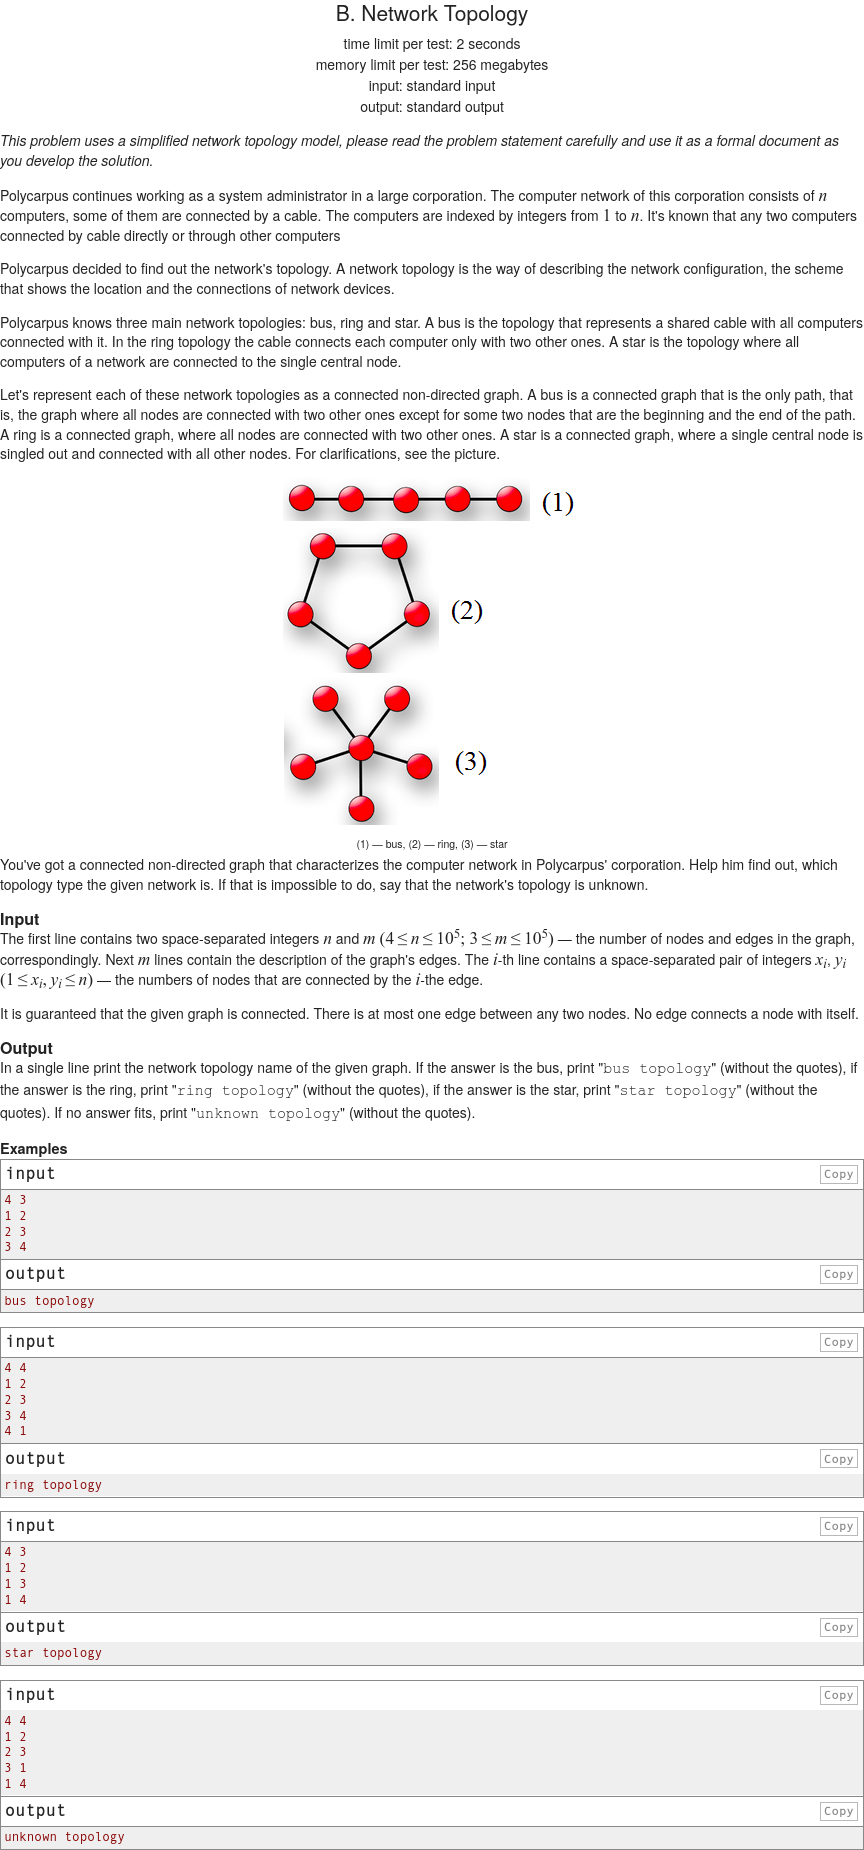 B. Network Topology
time limit per test: 2 seconds
memory limit per test: 256 megabytes
input: standard input
output: standard output
This problem uses a simplified network topology model, please read the problem statement carefully and use it as a formal document as
you develop the solution.
Polycarpus continues working as a system administrator in a large corporation. The computer network of this corporation consists of n
computers, some of them are connected by a cable. The computers are indexed by integers from 1 to n. It's known that any two computers
connected by cable directly or through other computers
Polycarpus decided to find out the network's topology. A network topology is the way of describing the network configuration, the scheme
that shows the location and the connections of network devices.
Polycarpus knows three main network topologies: bus, ring and star. A bus is the topology that represents a shared cable with all computers
connected with it. In the ring topology the cable connects each computer only with two other ones. A star is the topology where all
computers of a network are connected to the single central node.
Let's represent each of these network topologies as a connected non-directed graph. A bus is a connected graph that is the only path, that
is, the graph where all nodes are connected with two other ones except for some two nodes that are the beginning and the end of the path.
A ring is a connected graph, where all nodes are connected with two other ones. A star is a connected graph, where a single central node is
singled out and connected with all other nodes. For clarifications, see the picture.
(1)
(2)
(3)
(1) — bus, (2) — ring, (3) — star
You've got a connected non-directed graph that characterizes the computer network in Polycarpus' corporation. Help him find out, which
topology type the given network is. If that is impossible to do, say that the network's topology is unknown.
Input
The first line contains two space-separated integers n and m (4 ≤ n ≤ 10⁵; 3 ≤ m ≤ 10⁵) — the number of nodes and edges in the graph,
correspondingly. Next m lines contain the description of the graph's edges. The i-th line contains a space-separated pair of integers xᵢ, yᵢ
(1 ≤ xᵢ, yᵢ ≤ n) — the numbers of nodes that are connected by the i-the edge.
It is guaranteed that the given graph is connected. There is at most one edge between any two nodes. No edge connects a node with itself.
Output
In a single line print the network topology name of the given graph. If the answer is the bus, print "bus topology" (without the quotes), if
the answer is the ring, print "ring topology" (without the quotes), if the answer is the star, print "star topology" (without the
quotes). If no answer fits, print "unknown topology" (without the quotes).
Examples
input Copy
4 3
1 2
2 3
3 4
output Copy
bus topology
input Copy
4 4
1 2
2 3
3 4
4 1
output Copy
ring topology
input Copy
4 3
1 2
1 3
1 4
output Copy
star topology
input Copy
4 4
1 2
2 3
3 1
1 4
output Copy
unknown topology